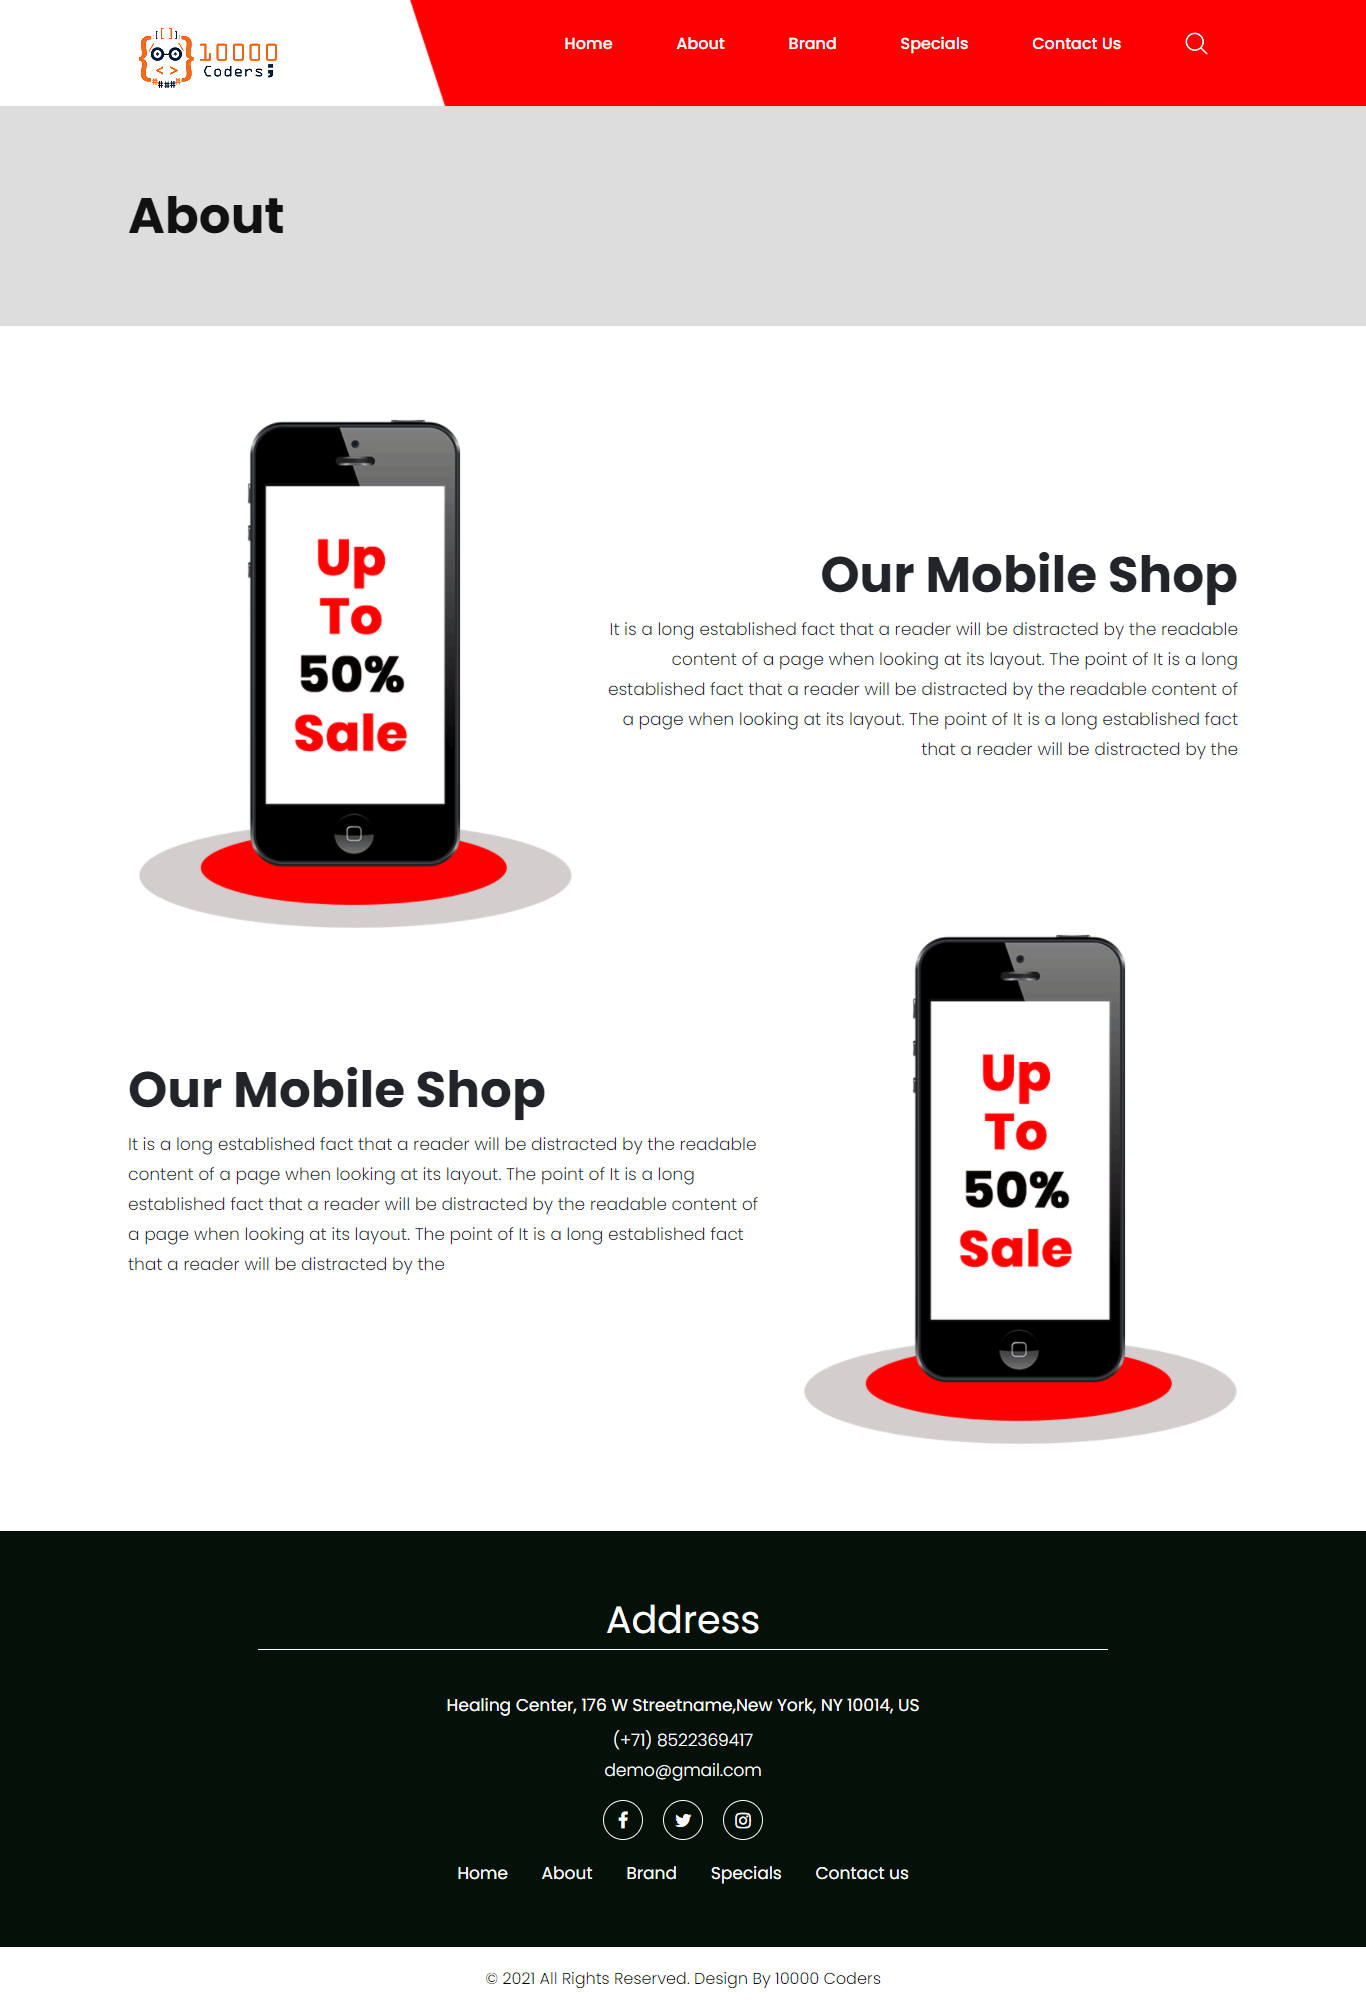 10000
Coders;
Home About Brand Specials Contact Us
About
Up
To
50%
Sale
Our Mobile Shop
It is a long established fact that a reader will be distracted by the readable
content of a page when looking at its layout. The point of It is a long
established fact that a reader will be distracted by the readable content of
a page when looking at its layout. The point of It is a long established fact
that a reader will be distracted by the
Our Mobile Shop
It is a long established fact that a reader will be distracted by the readable
content of a page when looking at its layout. The point of It is a long
established fact that a reader will be distracted by the readable content of
a page when looking at its layout. The point of It is a long established fact
that a reader will be distracted by the
Up
To
50%
Sale
Address
Healing Center, 176 W Streetname,New York, NY 10014, US
(+71) 8522369417
demo@gmail.com
Home About Brand Specials Contact us
© 2021 All Rights Reserved. Design By 10000 Coders